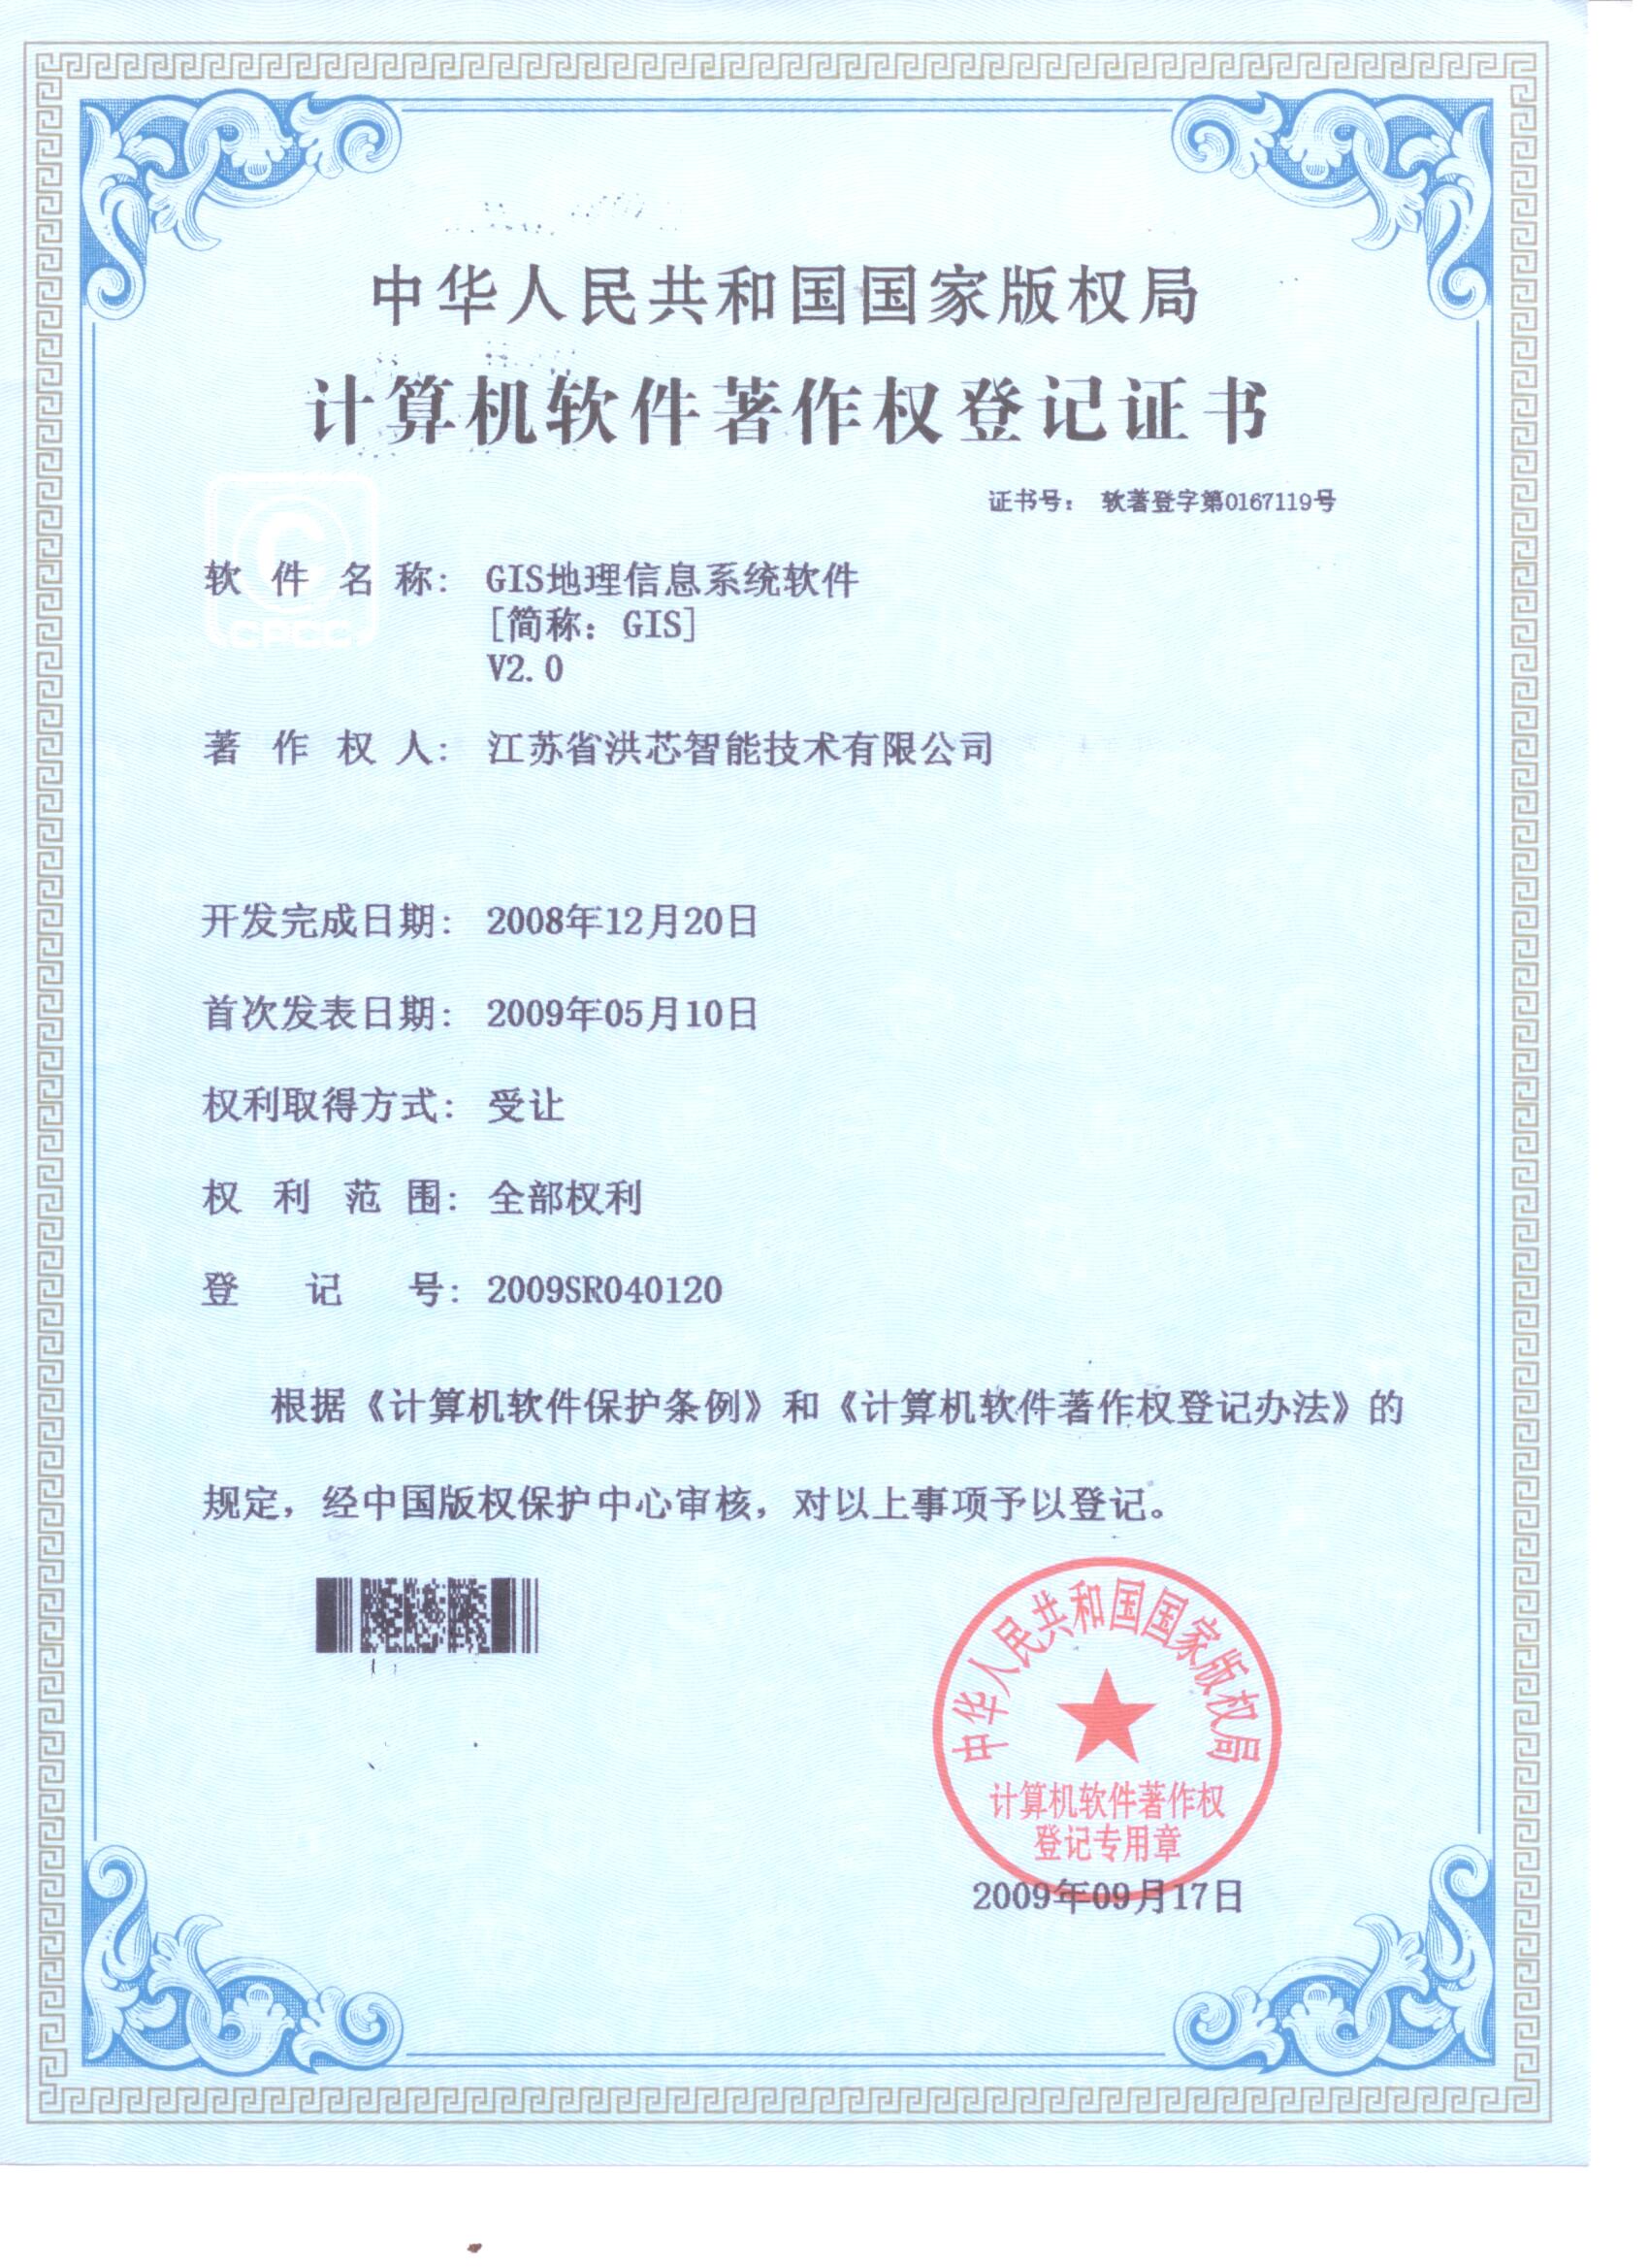 中华人民共和国国家版权局
计算机软件著作权登记证书
证书号： 软著登字第0167119号
CPCC
软件名称： GIS地理信息系统软件
[简称：GIS]
V2.0
著作权人： 江苏省洪芯智能技术有限公司
开发完成日期： 2008年12月20日
首次发表日期： 2009年05月10日
权利取得方式： 受让
权利范围： 全部权利
登记号： 2009SR040120
根据《计算机软件保护条例》和《计算机软件著作权登记办法》的
规定，经中国版权保护中心审核，对以上事项予以登记。
中华人民共和国国家版权局
计算机软件著作权
登记专用章
2009年09月17日